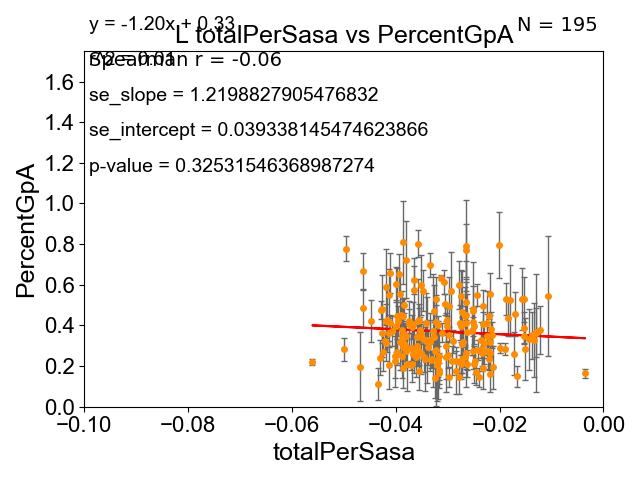 y = -1.20x + 0.33
N = 195
L totalPerSasa vs PercentGpA
Spearman r = -0.06
se_slope = 1.2198827905476832
se_intercept = 0.039338145474623866
p-value = 0.32531546368987274
PercentGpA
1.6
1.4
1.2
1.0
0.8
0.6
0.4
0.2
0.0
−0.10 −0.08 −0.06 −0.04 −0.02 0.00
totalPerSasa